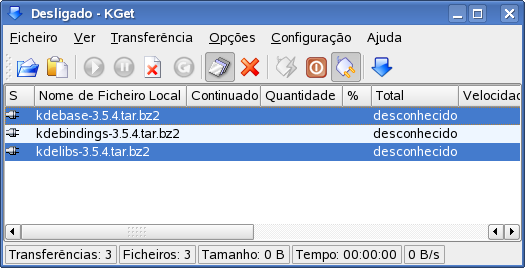 Desligado - KGet
Ficheiro Ver Transferência Opções Configuração Ajuda
S Nome de Ficheiro Local Continuado Quantidade % Total Velocidad
kdebase-3.5.4.tar.bz2 desconhecido
kdebindings-3.5.4.tar.bz2 desconhecido
kdelibs-3.5.4.tar.bz2 desconhecido
Transferências: 3 Ficheiros: 3 Tamanho: 0 B Tempo: 00:00:00 0 B/s